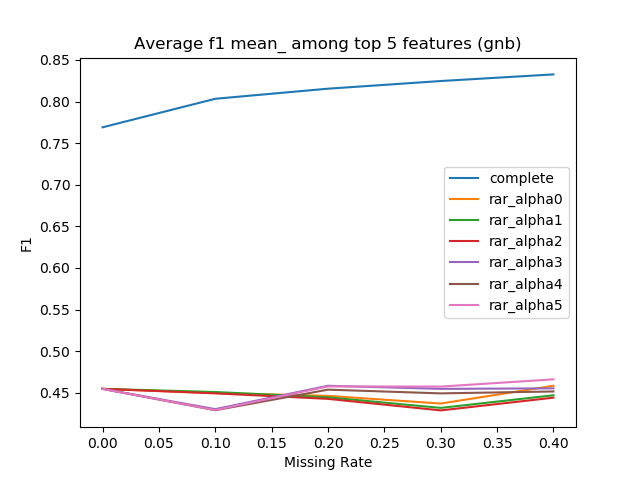 Average f1 mean_ among top 5 features (gnb)
0.85
0.80
0.75
0.70
0.65
0.60
0.55
0.50
0.45
F1
complete
rar_alpha0
rar_alpha1
rar_alpha2
rar_alpha3
rar_alpha4
rar_alpha5
0.00 0.05 0.10 0.15 0.20 0.25 0.30 0.35 0.40
Missing Rate